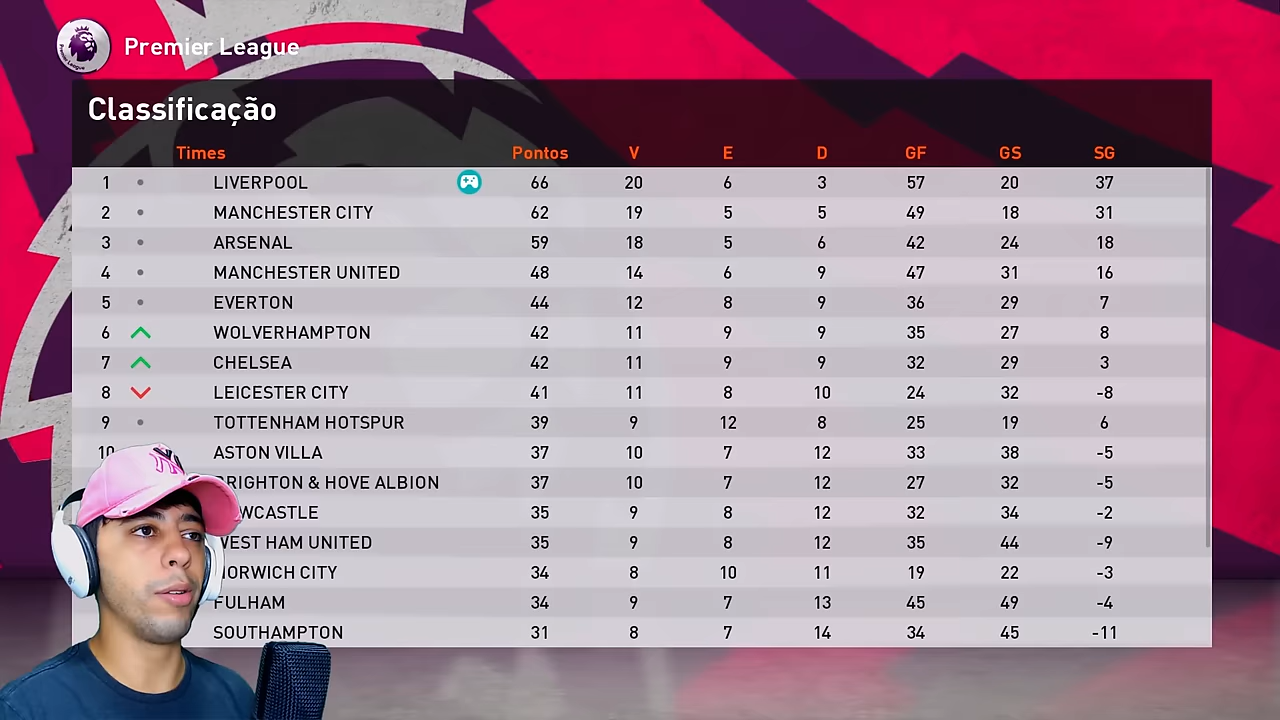 Premier League
Classificação
Times Pontos V E D GF GS SG
1 LIVERPOOL 66 20 6 3 57 20 37
2 MANCHESTER CITY 62 19 5 5 49 18 31
3 ARSENAL 59 18 5 6 42 24 18
4 MANCHESTER UNITED 48 14 6 9 47 31 16
5 EVERTON 44 12 8 9 36 29 7
6 WOLVERHAMPTON 42 11 9 9 35 27 8
7 CHELSEA 42 11 9 9 32 29 3
8 LEICESTER CITY 41 11 8 10 24 32 -8
9 TOTTENHAM HOTSPUR 39 9 12 8 25 19 6
10 ASTON VILLA 37 10 7 12 33 38 -5
BRIGHTON & HOVE ALBION 37 10 7 12 27 32 -5
NEWCASTLE 35 9 8 12 32 34 -2
WEST HAM UNITED 35 9 8 12 35 44 -9
NORWICH CITY 34 8 10 11 19 22 -3
FULHAM 34 9 7 13 45 49 -4
SOUTHAMPTON 31 8 7 14 34 45 -11